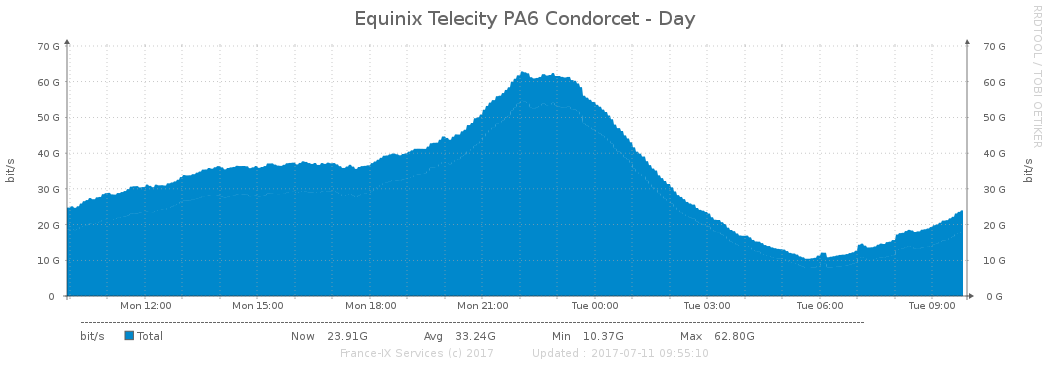 Equinix Telecity PA6 Condorcet - Day
RRDTOOL / TOBI OETIKER
70 G 70 G
60 G 60 G
50 G 50 G
40 G 40 G
30 G 30 G
20 G 20 G
10 G 10 G
0 0 G
bit/s bit/s
Mon 12:00 Mon 15:00 Mon 18:00 Mon 21:00 Tue 00:00 Tue 03:00 Tue 06:00 Tue 09:00
bit/s Total Now 23.91G Avg 33.24G Min 10.37G Max 62.80G
France-IX Services (c) 2017 Updated : 2017-07-11 09:55:10